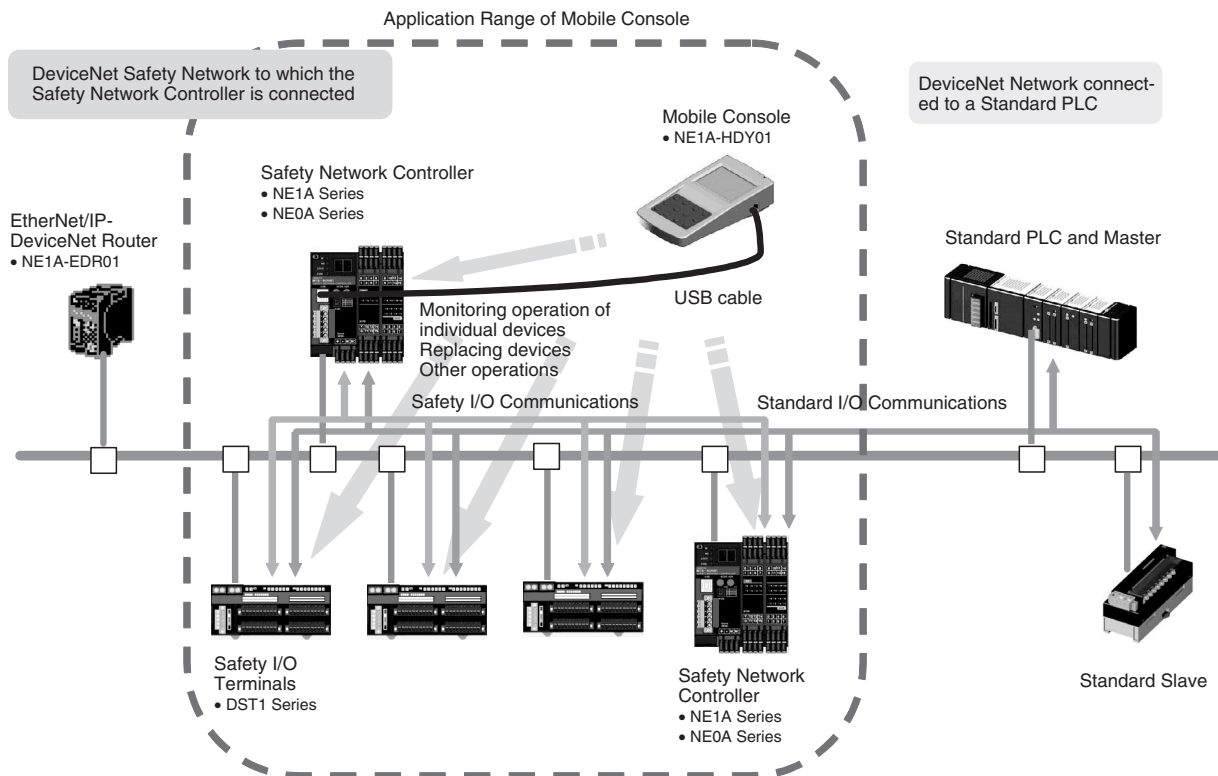 Application Range of Mobile Console
DeviceNet Safety Network to which the
Safety Network Controller is connected
DeviceNet Network connect-
ed to a Standard PLC
Mobile Console
• NE1A-HDY01
Safety Network Controller
• NE1A Series
• NE0A Series
EtherNet/IP-
DeviceNet Router
• NE1A-EDR01
Standard PLC and Master
USB cable
Monitoring operation of
individual devices
Replacing devices
Other operations
Safety I/O Communications
Standard I/O Communications
Safety I/O
Terminals
• DST1 Series
Safety Network
Controller
• NE1A Series
• NE0A Series
Standard Slave